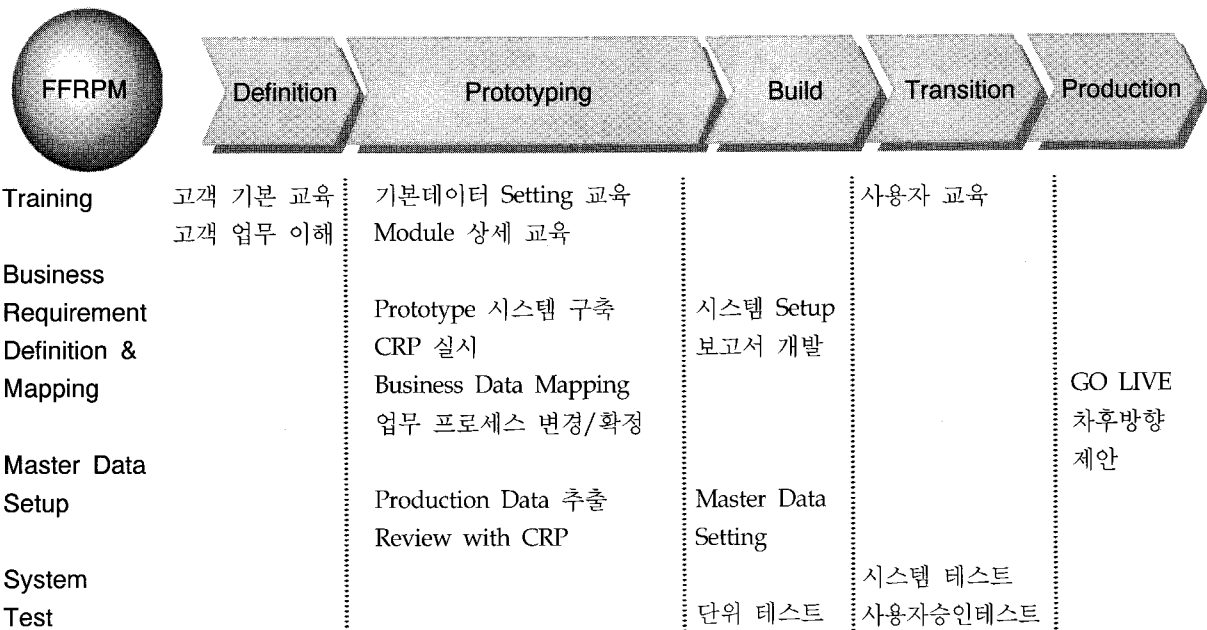 FFRPM Definition Prototyping Build Transition Production
Training 고객 기본 교육 기본데이터 Setting 교육 사용자 교육
고객 업무 이해 Module 상세 교육
Business
Requirement Prototype 시스템 구축 시스템 Setup
Definition & CRP 실시 보고서 개발
Mapping Business Data Mapping GO LIVE
업무 프로세스 변경/확정 차후방향
Master Data 제안
Setup Production Data 추출 Master Data
Review with CRP Setting
System 시스템 테스트
Test 단위 테스트 사용자승인테스트